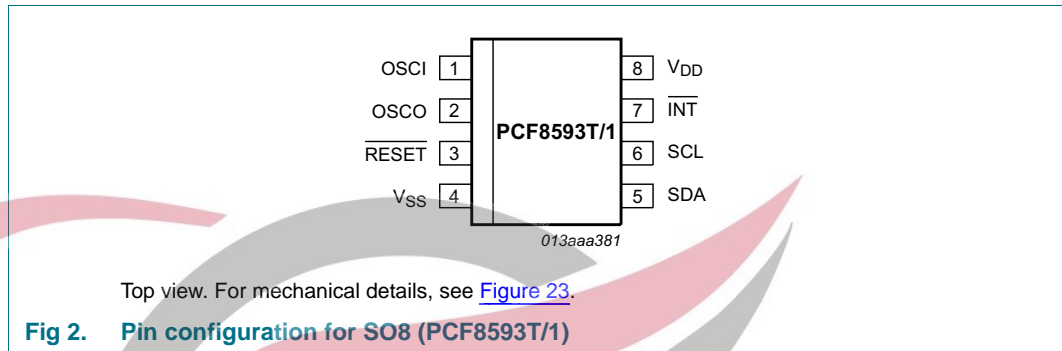 OSCI 1 8 VDD
OSCO 2 7 INT
PCF8593T/1
RESET 3 6 SCL
VSS 4 5 SDA
013aaa381
Top view. For mechanical details, see Figure 23.
Fig 2. Pin configuration for SO8 (PCF8593T/1)